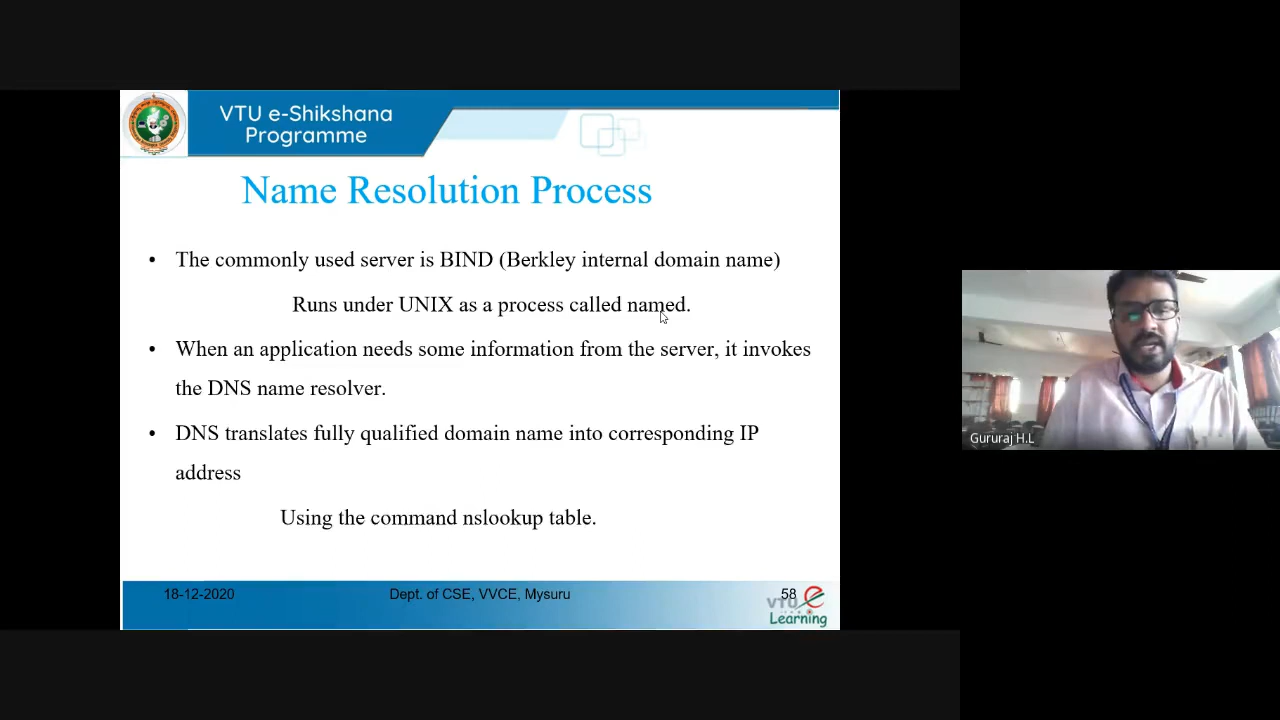 VTU e-Shikshana
Programme
Name Resolution Process
• The commonly used server is BIND (Berkley internal domain name)
Runs under UNIX as a process called named.
• When an application needs some information from the server, it invokes
the DNS name resolver.
• DNS translates fully qualified domain name into corresponding IP
address
Using the command nslookup table.
Gururaj H.L
18-12-2020
Dept. of CSE, VVCE, Mysuru
58
VTU e
Learning